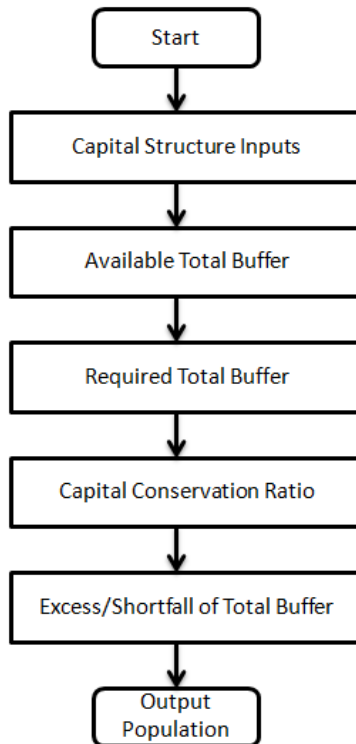 Start
Capital Structure Inputs
Available Total Buffer
Required Total Buffer
Capital Conservation Ratio
Excess/Shortfall of Total Buffer
Output
Population